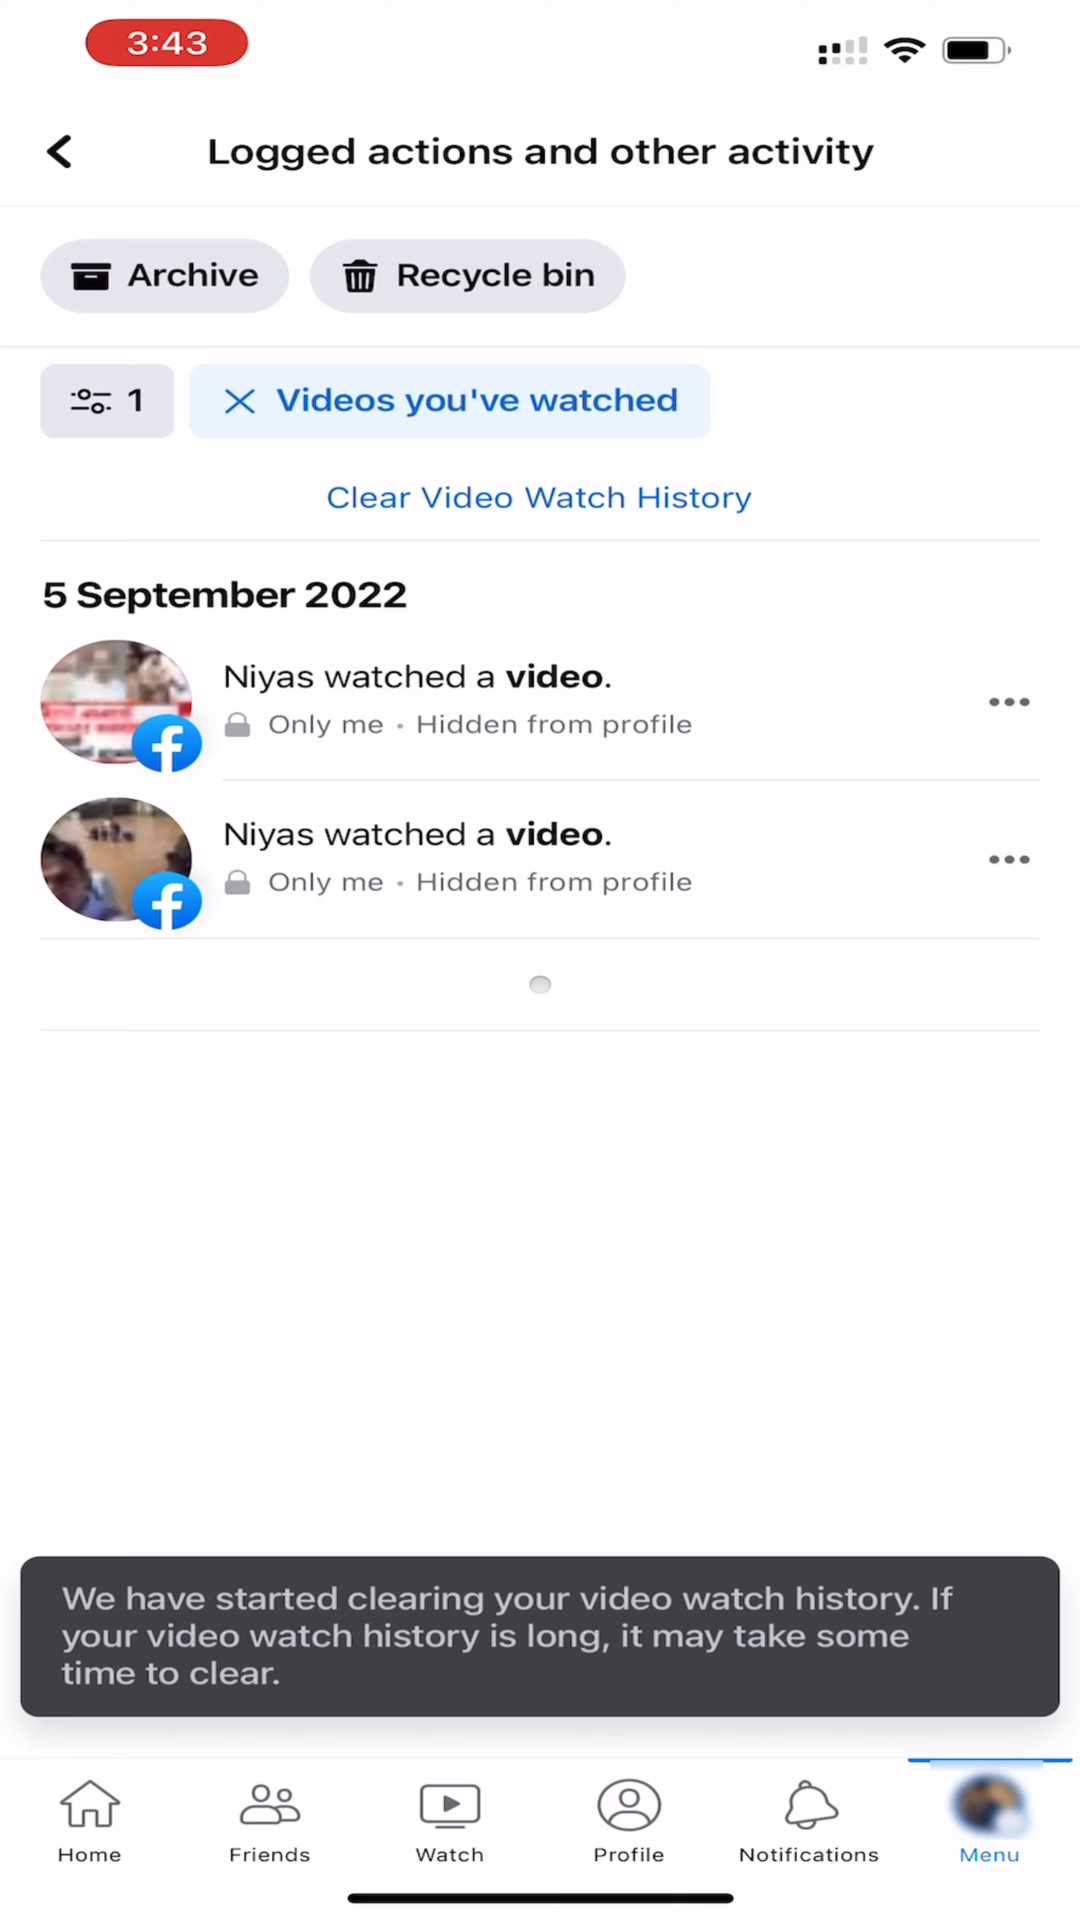 3:43
Logged actions and other activity
Archive
Recycle bin
1
Videos you've watched
Clear Video Watch History
5 September 2022
Niyas watched a video.
Only me • Hidden from profile
Niyas watched a video.
Only me • Hidden from profile
We have started clearing your video watch history. If
your video watch history is long, it may take some
time to clear.
Home
Friends
Watch
Profile
Notifications
Menu